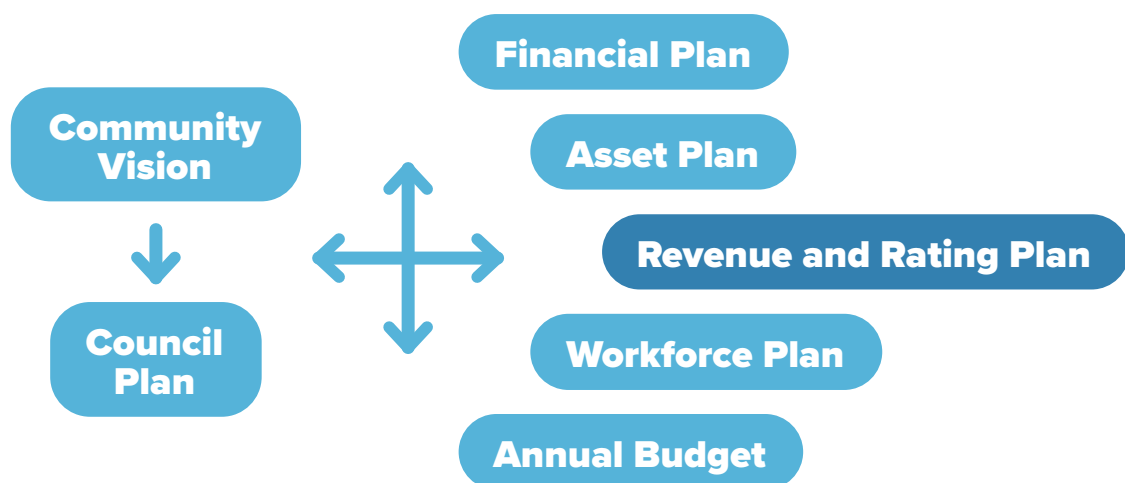 Community
Vision
Council
Plan
Financial Plan
Asset Plan
Revenue and Rating Plan
Workforce Plan
Annual Budget